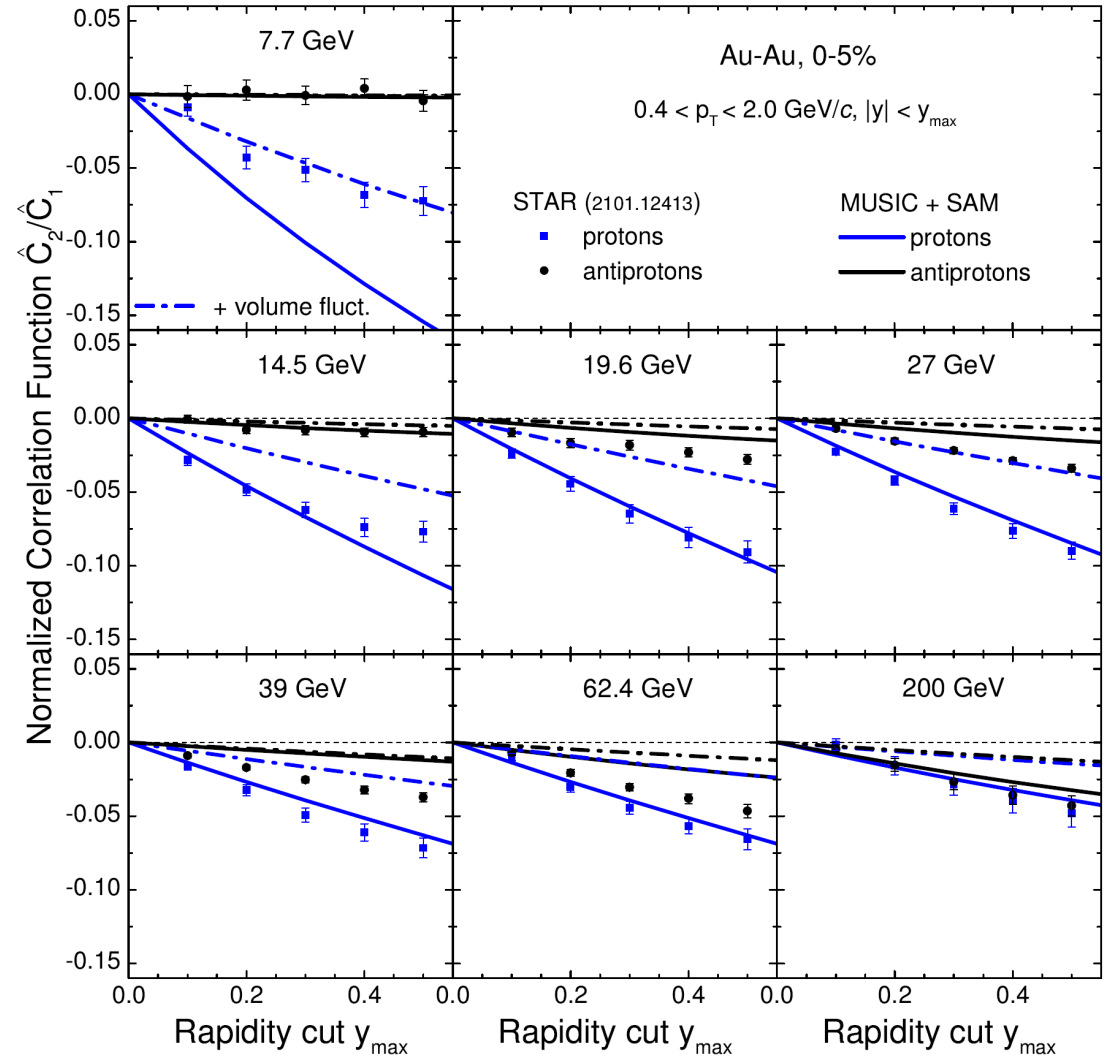 Normalized Correlation Function Ĉ2/Ĉ1
0.05
0.00
-0.05
-0.10
-0.15
7.7 GeV
+ volume fluct.
Au-Au, 0-5%
0.4 < pT < 2.0 GeV/c, |y| < ymax
STAR (2101.12413)
protons
antiprotons
MUSIC + SAM
protons
antiprotons
0.05
0.00
-0.05
-0.10
-0.15
14.5 GeV
19.6 GeV
27 GeV
0.05
0.00
-0.05
-0.10
-0.15
39 GeV
62.4 GeV
200 GeV
0.0 0.2 0.4 0.0 0.2 0.4 0.0 0.2 0.4
Rapidity cut ymax Rapidity cut ymax Rapidity cut ymax